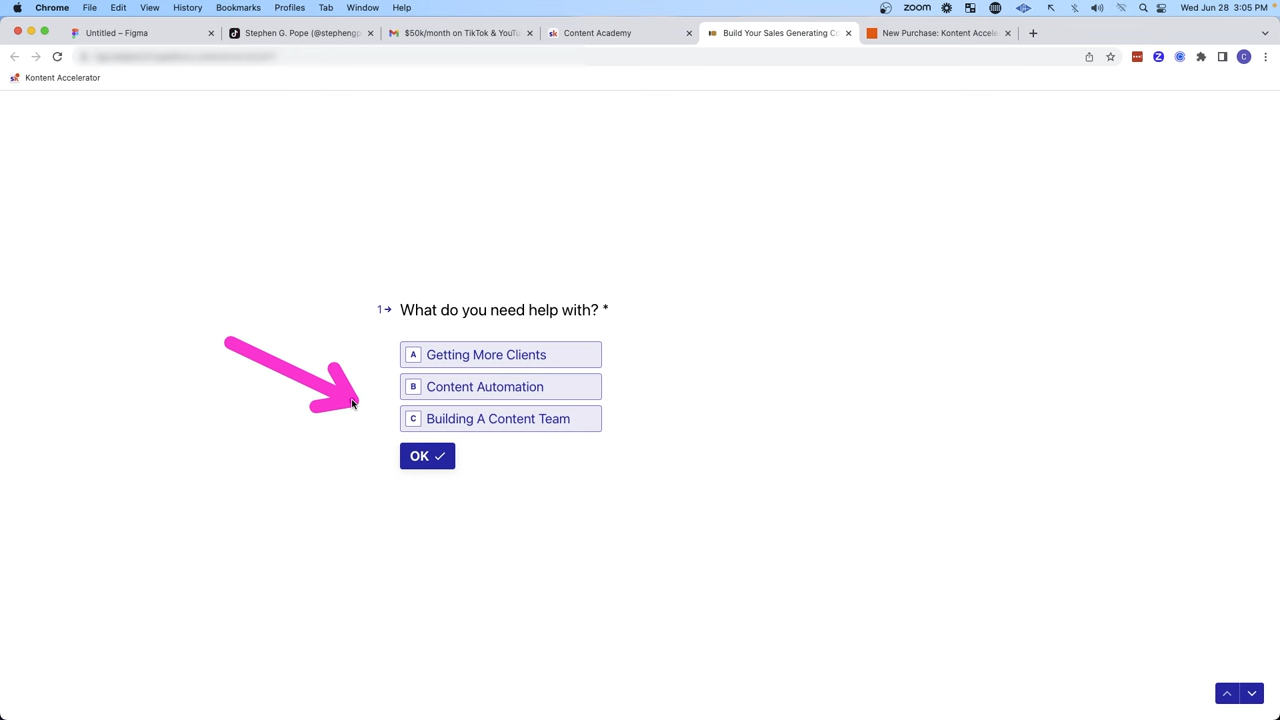 Chrome File Edit View History Bookmarks Profiles Tab Window Help zoom Wed Jun 28 3:05 PM
Untitled – Figma
Stephen G. Pope (@stephengp
$50k/month on TikTok & YouTu
Content Academy
Build Your Sales Generating Co
New Purchase: Kontent Accele
C
Kontent Accelerator
1 What do you need help with? *
A Getting More Clients
B Content Automation
C Building A Content Team
OK